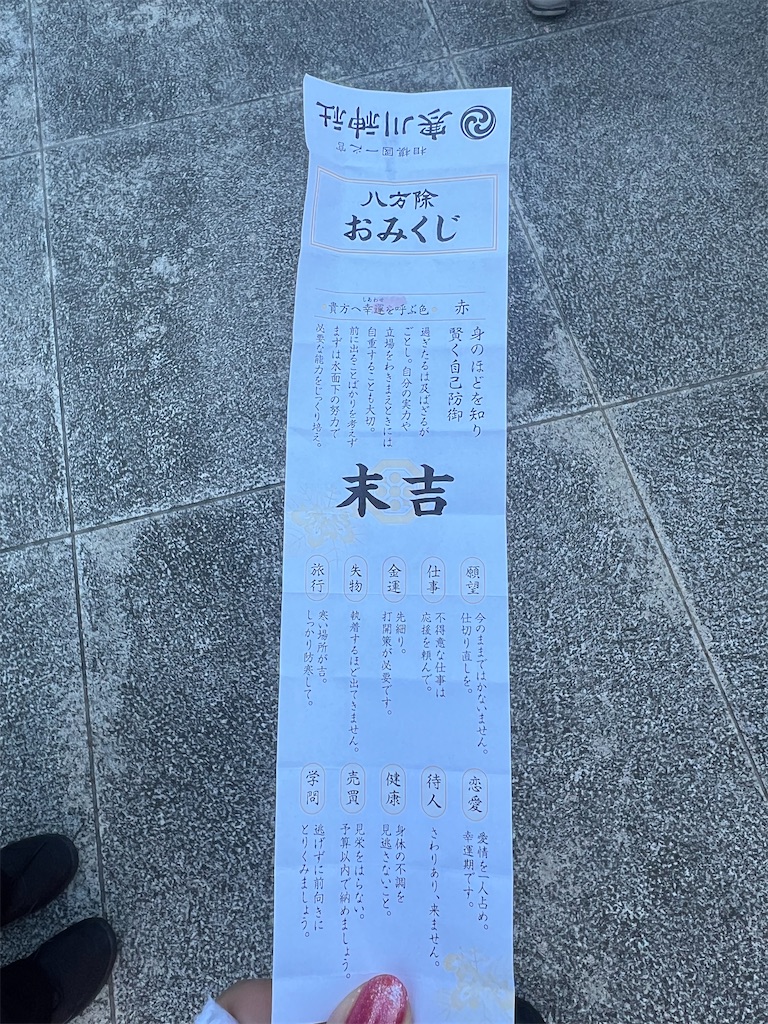 寒川神社
相模國一之宮
八方除
おみくじ
貴方へ幸運を呼ぶ色 赤
しあわせ
身のほどを知り
賢く自己防御
過ぎたるは及ばざるが
ごとし。自分の実力や
立場をわきまえときには
自重することも大切。
前に出ることばかりを考えず
まずは水面下の努力で
必要な能力をじっくり培え。
末吉
願望
今のままではかないません。
仕切り直しを。
仕事
不得意な仕事は
応援を頼んで。
金運
先細り。
打開策が必要です。
失物
執着するほど出てきません。
旅行
寒い場所が吉。
しっかり防寒して。
恋愛
愛情を一人占め。
幸運期です。
待人
さわりあり、来ません。
健康
身体の不調を
見逃さないこと。
売買
見栄をはらない。
予算以内で納めましょう。
学問
逃げずに前向きに
とりくみましょう。